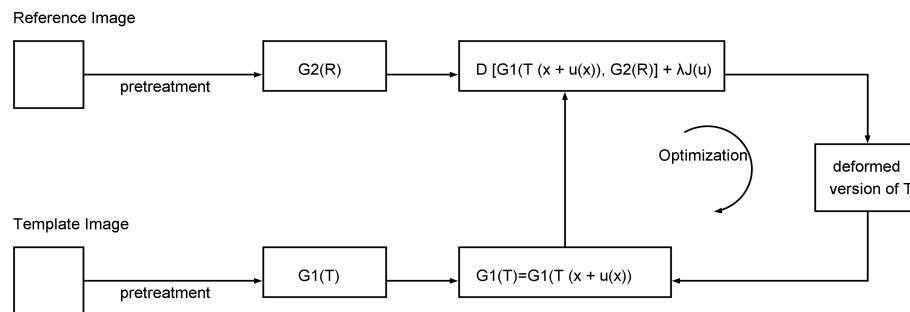 Reference Image
pretreatment
G2(R)
D [G1(T (x + u(x)), G2(R)] + λJ(u)
Optimization
deformed
version of T
Template Image
pretreatment
G1(T)
G1(T)=G1(T (x + u(x))